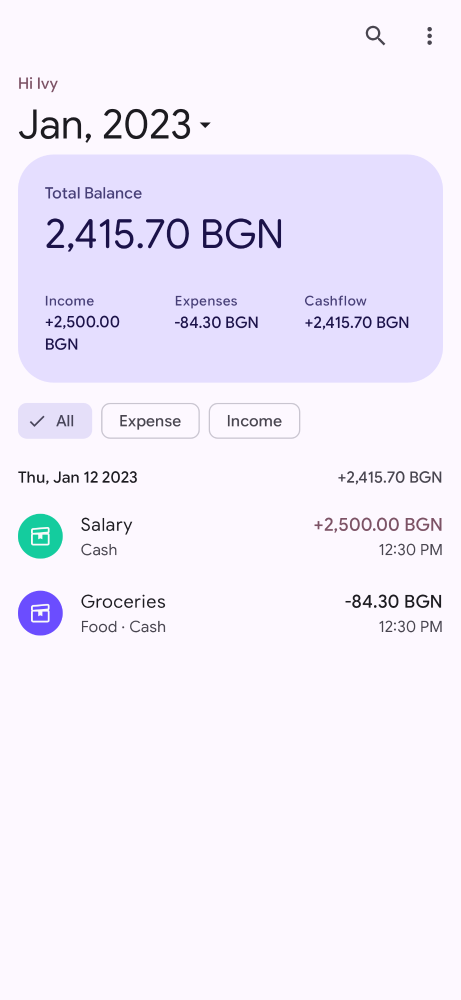 Hi Ivy
Jan, 2023
Total Balance
2,415.70 BGN
Income
+2,500.00
BGN
Expenses
-84.30 BGN
Cashflow
+2,415.70 BGN
All
Expense
Income
Thu, Jan 12 2023
+2,415.70 BGN
Salary
+2,500.00 BGN
Cash
12:30 PM
Groceries
-84.30 BGN
Food · Cash
12:30 PM